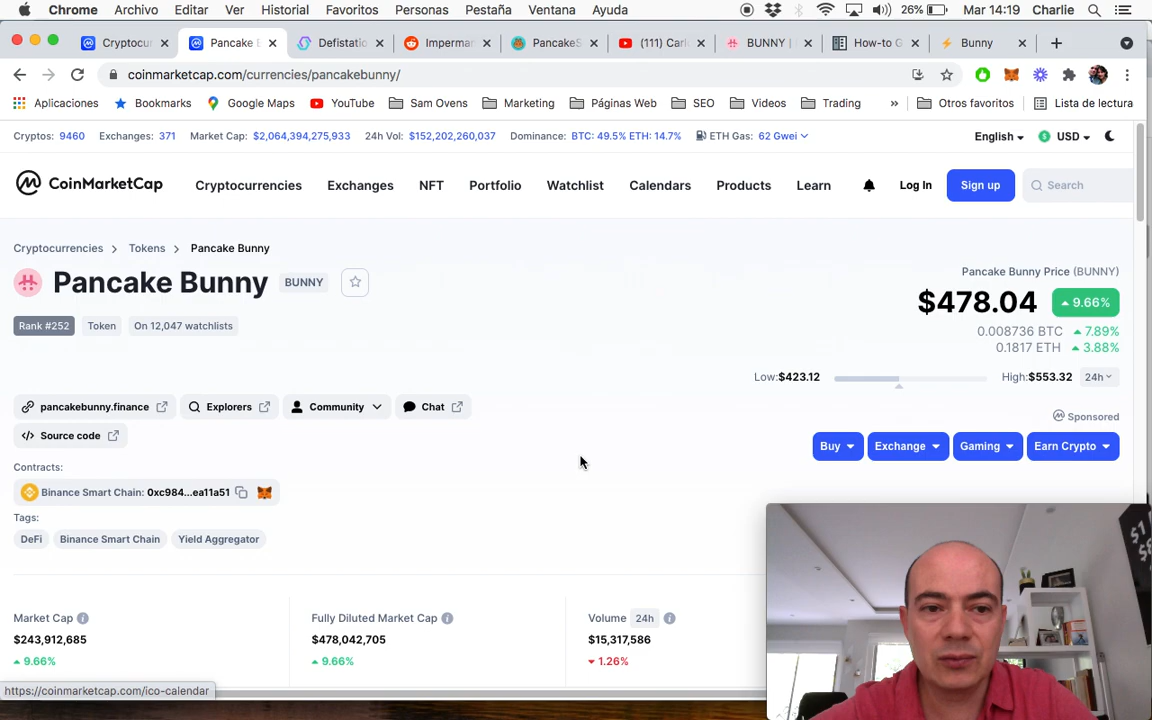 Chrome Archivo Editar Ver Historial Favoritos Personas Pestaña Ventana Ayuda 26% Mar 14:19 Charlie
Cryptocur Pancake B Defistatio Imperman PancakeS (111) Carl BUNNY | How-to G Bunny
coinmarketcap.com/currencies/pancakebunny/
Aplicaciones Bookmarks Google Maps YouTube Sam Ovens Marketing Páginas Web SEO Videos Trading » Otros favoritos Lista de lectura
Cryptos: 9460 Exchanges: 371 Market Cap: $2,064,394,275,933 24h Vol: $152,202,260,037 Dominance: BTC: 49.5% ETH: 14.7% ETH Gas: 62 Gwei English USD
CoinMarketCap Cryptocurrencies Exchanges NFT Portfolio Watchlist Calendars Products Learn Log In Sign up Search
Cryptocurrencies > Tokens > Pancake Bunny
Pancake Bunny BUNNY
Pancake Bunny Price (BUNNY)
$478.04 9.66%
Rank #252 Token On 12,047 watchlists
0.008736 BTC 7.89%
0.1817 ETH 3.88%
Low:$423.12 High:$553.32 24h
pancakebunny.finance Explorers Community Chat
Sponsored
Source code
Buy Exchange Gaming Earn Crypto
Contracts:
Binance Smart Chain: 0xc984...ea11a51
Tags:
DeFi Binance Smart Chain Yield Aggregator
Market Cap Fully Diluted Market Cap Volume 24h
$243,912,685 $478,042,705 $15,317,586
9.66% 9.66% 1.26%
https://coinmarketcap.com/ico-calendar